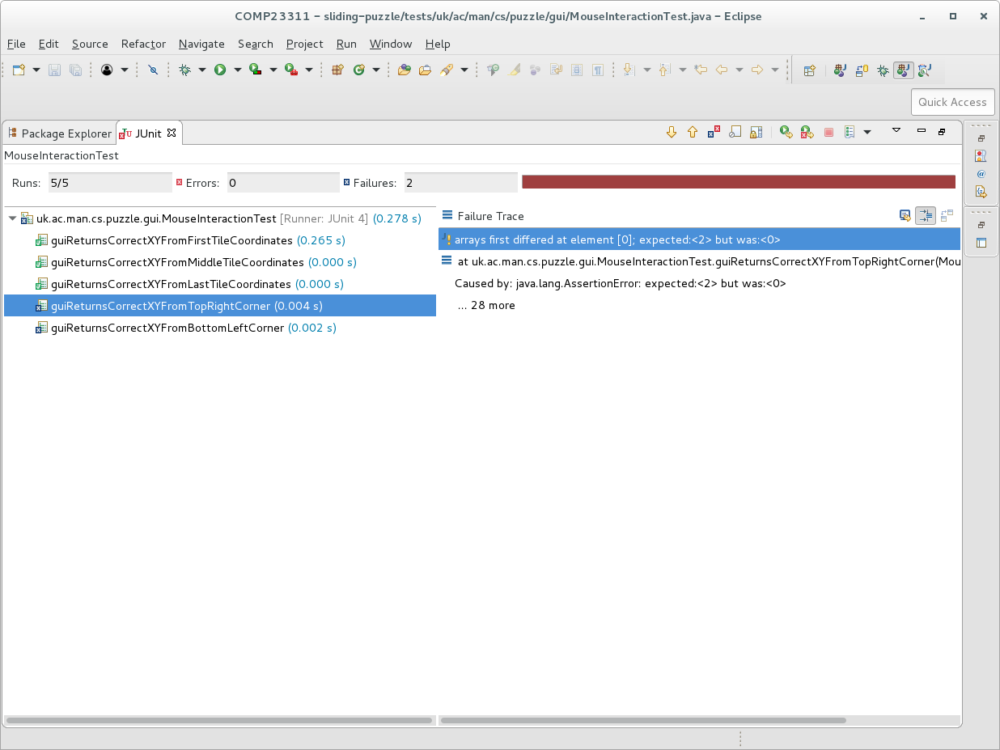 COMP23311 – sliding-puzzle/tests/uk/ac/man/cs/puzzle/gui/MouseInteractionTest.java – Eclipse
File Edit Source Refactor Navigate Search Project Run Window Help
Quick Access
Package Explorer JUnit
MouseInteractionTest
Runs: 5/5 Errors: 0 Failures: 2
uk.ac.man.cs.puzzle.gui.MouseInteractionTest [Runner: JUnit 4] (0.278 s)
guiReturnsCorrectXYFromFirstTileCoordinates (0.265 s)
guiReturnsCorrectXYFromMiddleTileCoordinates (0.000 s)
guiReturnsCorrectXYFromLastTileCoordinates (0.000 s)
guiReturnsCorrectXYFromTopRightCorner (0.004 s)
guiReturnsCorrectXYFromBottomLeftCorner (0.002 s)
Failure Trace
arrays first differed at element [0]; expected:<2> but was:<0>
at uk.ac.man.cs.puzzle.gui.MouseInteractionTest.guiReturnsCorrectXYFromTopRightCorner(Mou
Caused by: java.lang.AssertionError: expected:<2> but was:<0>
... 28 more